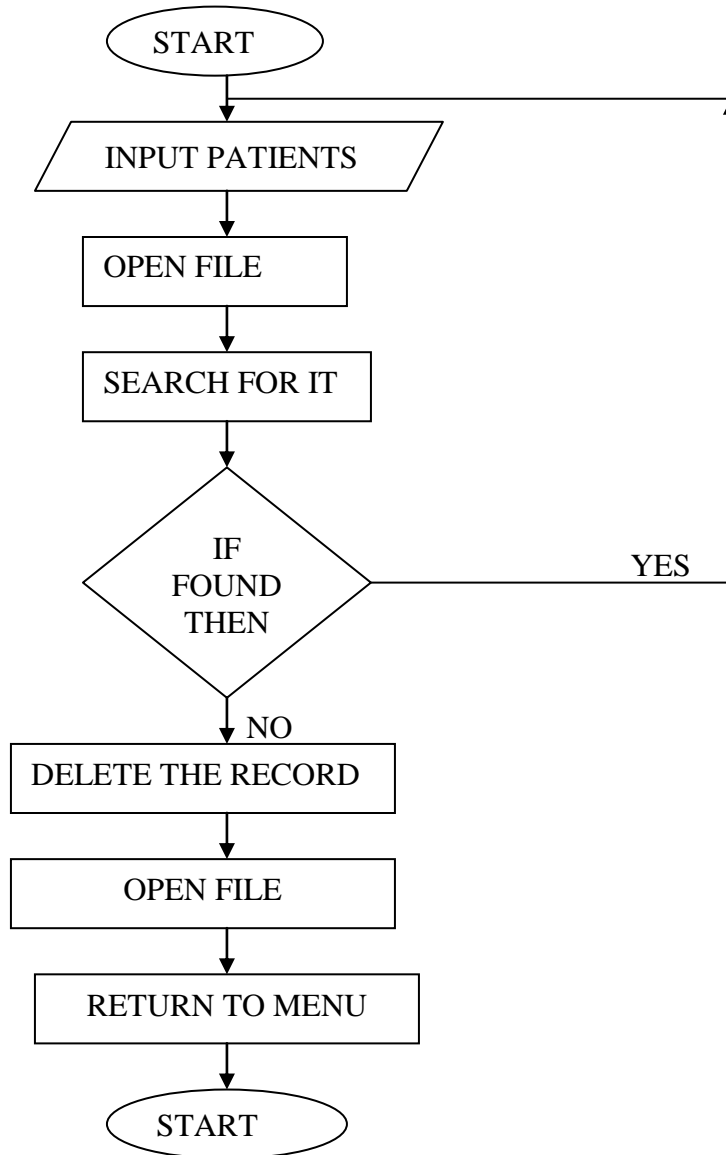 START
INPUT PATIENTS
OPEN FILE
SEARCH FOR IT
IF
FOUND
THEN
YES
NO
DELETE THE RECORD
OPEN FILE
RETURN TO MENU
START